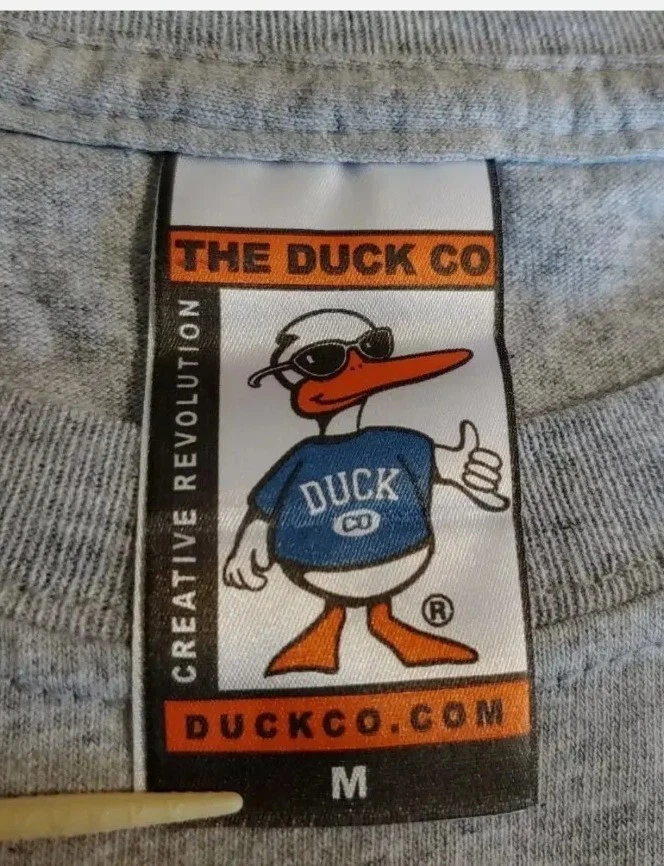 THE DUCK CO
CREATIVE REVOLUTION
DUCK
CO
®
DUCKCO.COM
M